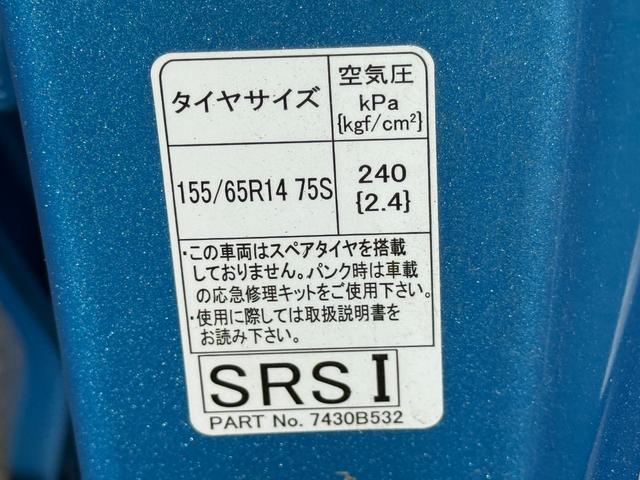 タイヤサイズ
空気圧
kPa
{kgf/cm²}
155/65R14 75S
240
{2.4}
・この車両はスペアタイヤを搭載
しておりません。パンク時は車載
の応急修理キットをご使用下さい。
・使用に際しては取扱説明書を
お読み下さい。
SRS I
PART No. 7430B532